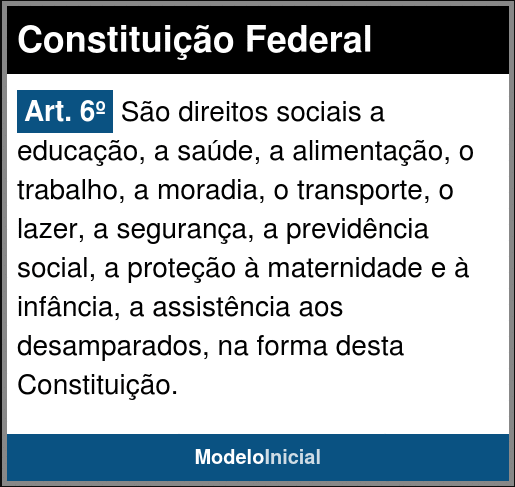 Constituição Federal
Art. 6º São direitos sociais a
educação, a saúde, a alimentação, o
trabalho, a moradia, o transporte, o
lazer, a segurança, a previdência
social, a proteção à maternidade e à
infância, a assistência aos
desamparados, na forma desta
Constituição.
ModeloInicial